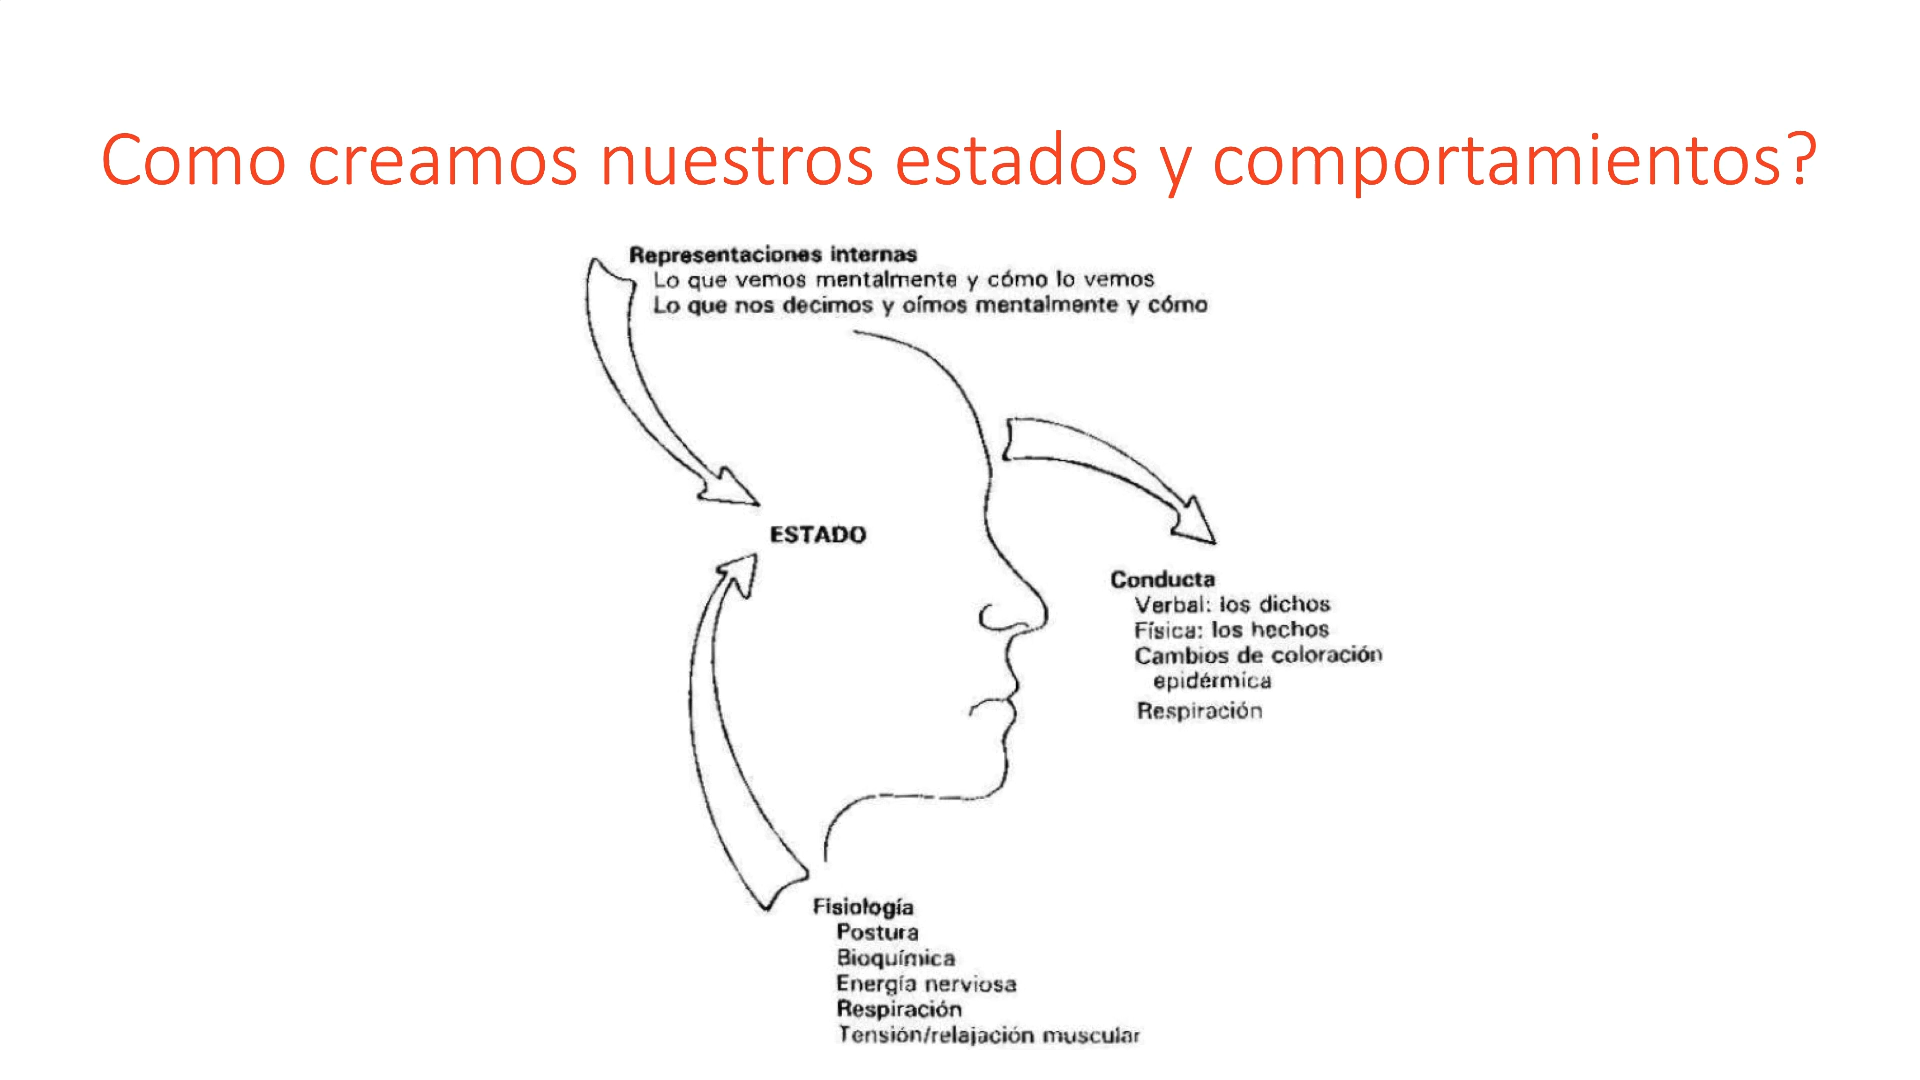 Como creamos nuestros estados y comportamientos?
Representaciones internas
Lo que vemos mentalmente y cómo lo vemos
Lo que nos decimos y oímos mentalmente y cómo
ESTADO
Conducta
Verbal: los dichos
Física: los hechos
Cambios de coloración
epidérmica
Respiración
Fisiología
Postura
Bioquímica
Energía nerviosa
Respiración
Tensión/relajación muscular